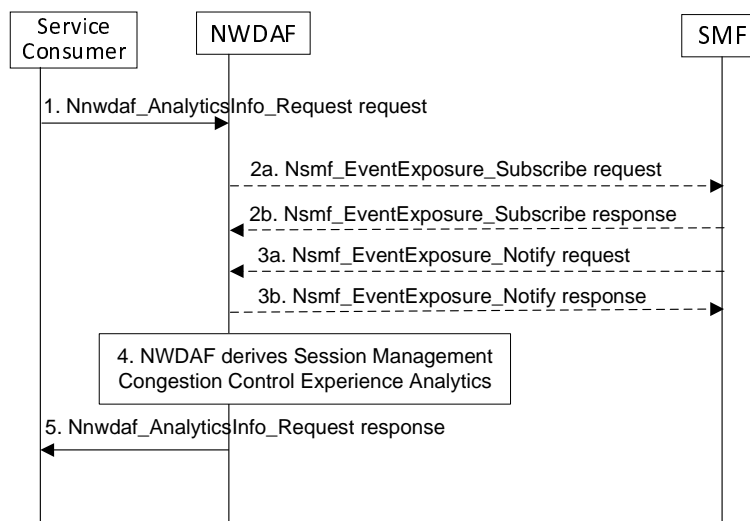 Service
Consumer
NWDAF
SMF
1. Nnwdaf_AnalyticsInfo_Request request
2a. Nsmf_EventExposure_Subscribe request
2b. Nsmf_EventExposure_Subscribe response
3a. Nsmf_EventExposure_Notify request
3b. Nsmf_EventExposure_Notify response
4. NWDAF derives Session Management
Congestion Control Experience Analytics
5. Nnwdaf_AnalyticsInfo_Request response